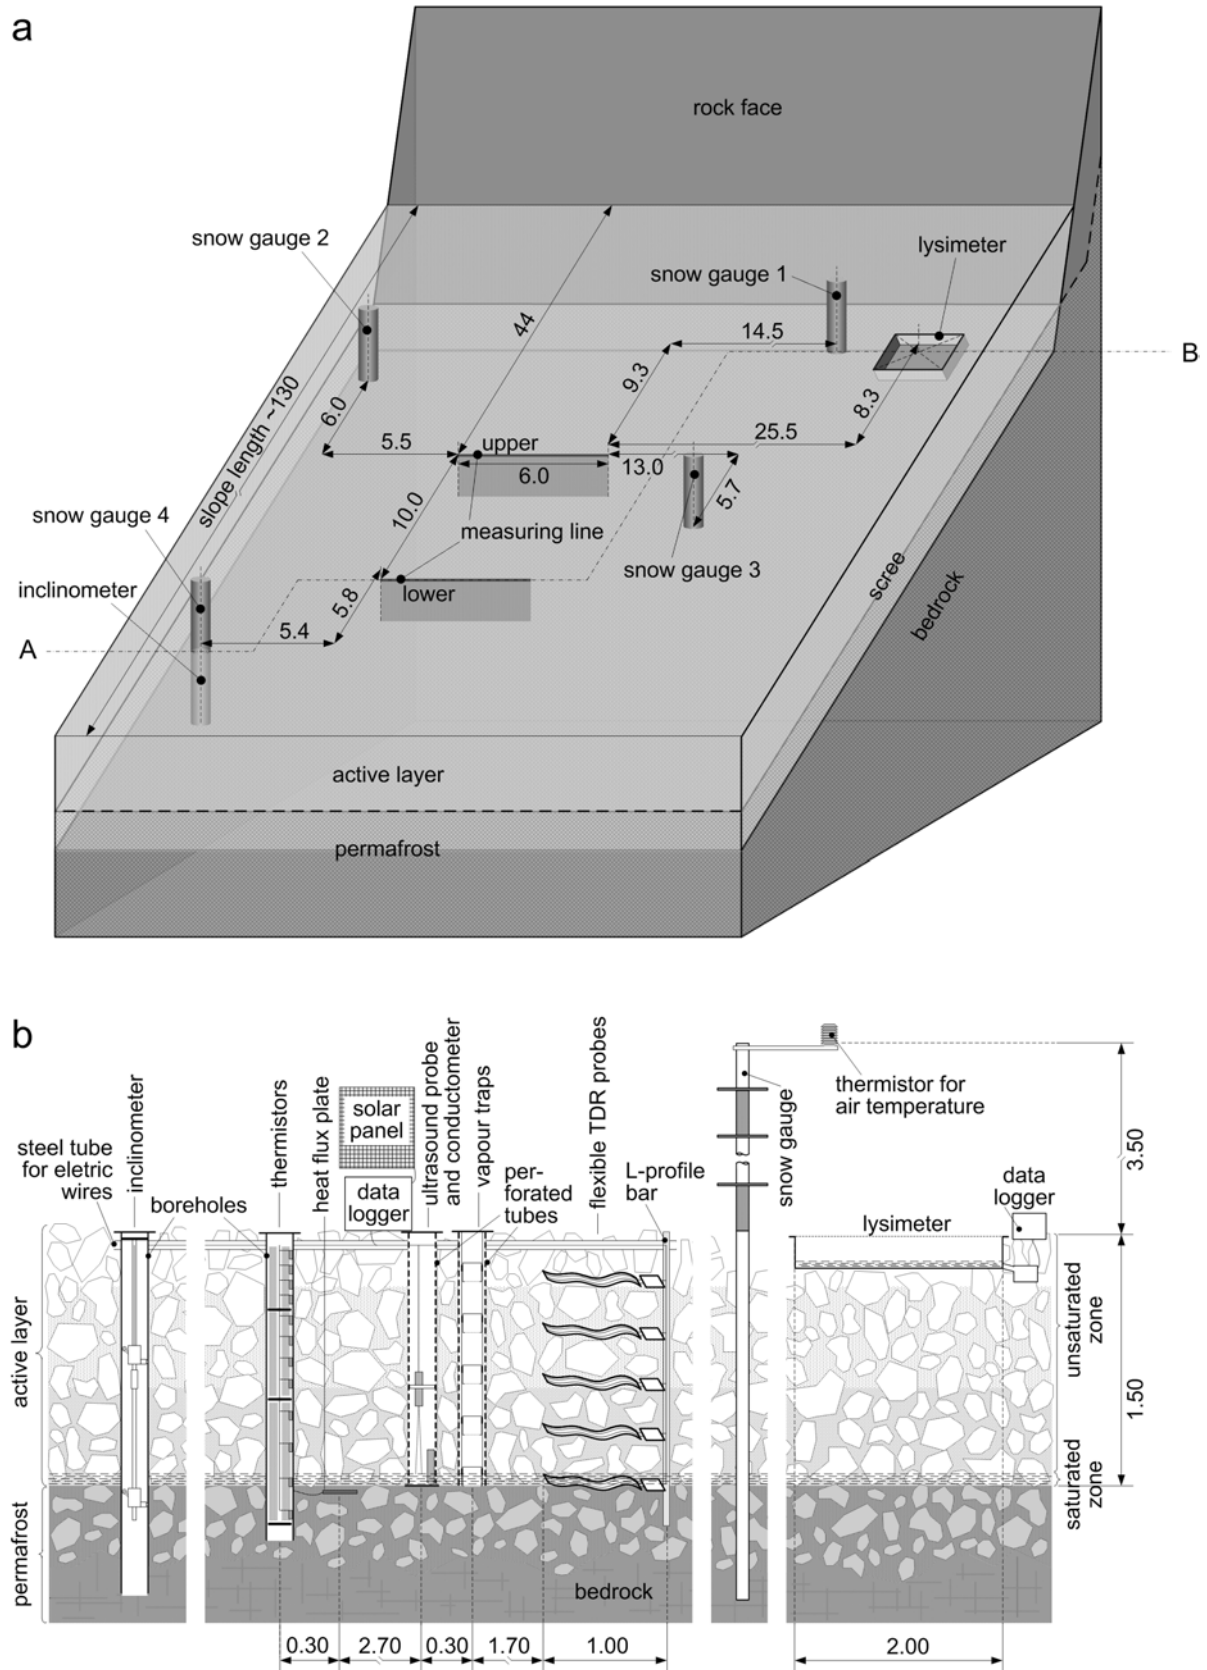 a
rock face
snow gauge 2
lysimeter
snow gauge 1
44
14.5
B
9.3
8.3
6.0
slope length ~130
5.5
upper
25.5
6.0
13.0
5.7
10.0
snow gauge 4
measuring line
snow gauge 3
scree
bedrock
inclinometer
lower
5.8
5.4
A
active layer
permafrost
b
inclinometer
thermistors
heat flux plate
solar
panel
data
logger
ultrasound probe
and conductometer
vapour traps
flexible TDR probes
snow gauge
thermistor for
air temperature
3.50
steel tube
for eletric
wires
boreholes
per-
forated
tubes
L-profile
bar
data
logger
lysimeter
active layer
unsaturated
zone
1.50
saturated
zone
permafrost
bedrock
0.30
2.70
0.30
1.70
1.00
2.00